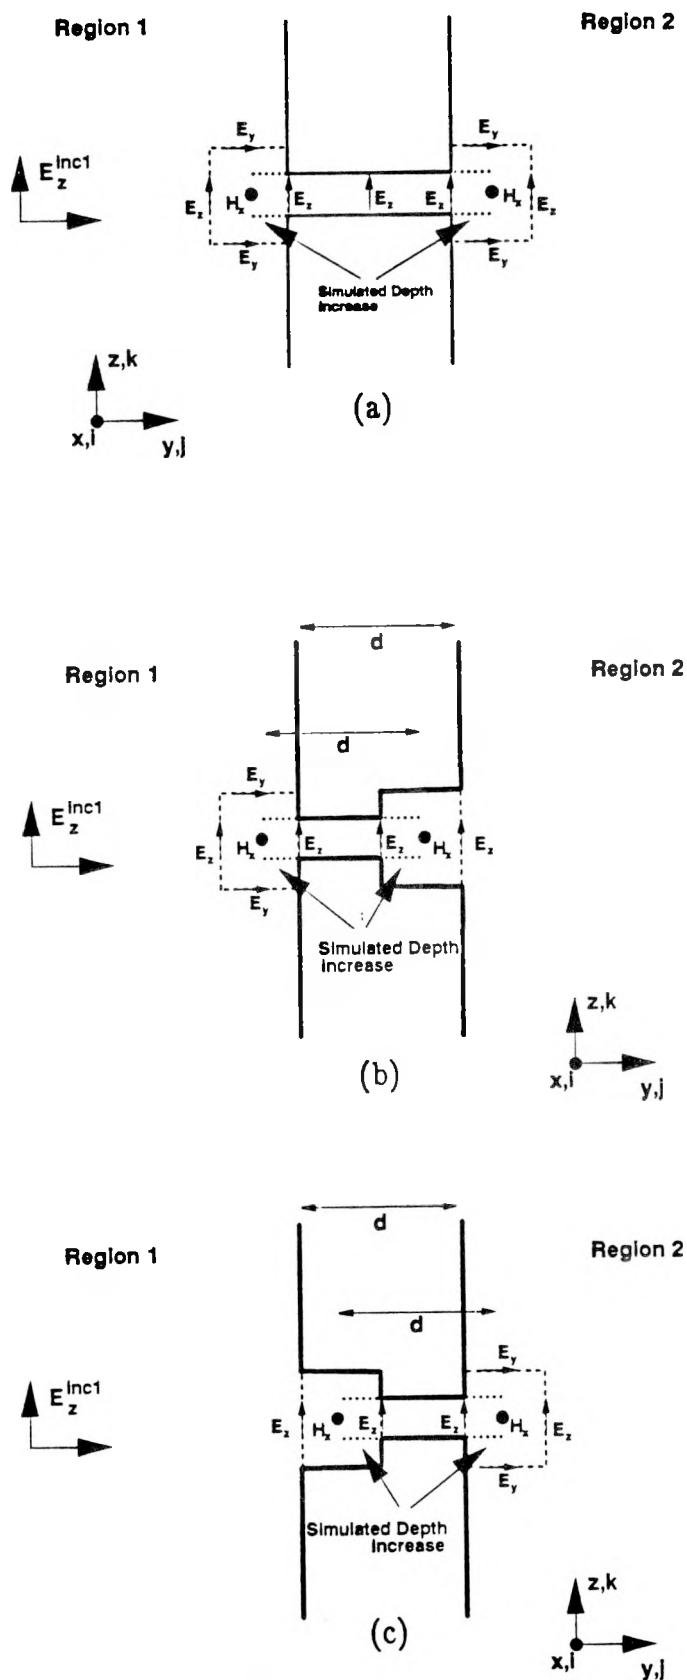 Region 1
Region 2
E_y
E_y
E_z^inc1
E_z
H_x
E_z
E_z
E_z
H_x
E_z
E_y
E_y
Simulated Depth
Increase
z,k
x,i
y,j
(a)
d
Region 1
Region 2
d
E_y
E_z^inc1
E_z
H_x
E_z
E_z
H_x
E_z
E_y
Simulated Depth
Increase
z,k
x,i
y,j
(b)
d
Region 1
Region 2
d
E_y
E_z^inc1
E_z
H_x
E_z
E_z
H_x
E_z
E_y
Simulated Depth
Increase
z,k
x,i
y,j
(c)